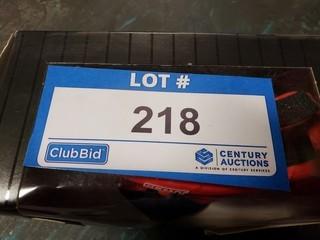 LOT #
218
ClubBid
CENTURY
AUCTIONS
A DIVISION OF CENTURY SERVICES